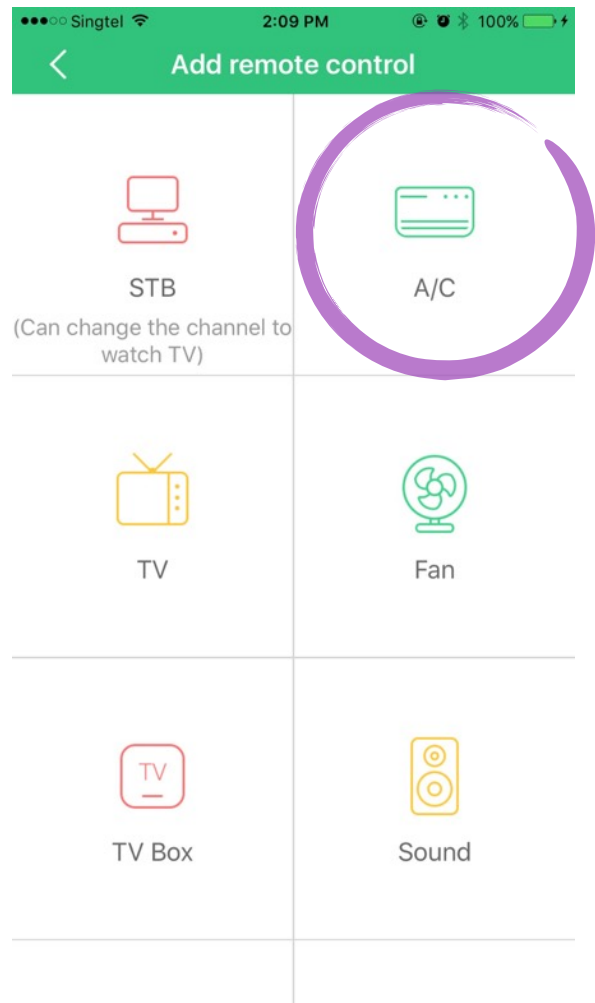 Singtel 2:09 PM 100%
Add remote control
STB
(Can change the channel to
watch TV)
A/C
TV
Fan
TV
TV Box
Sound